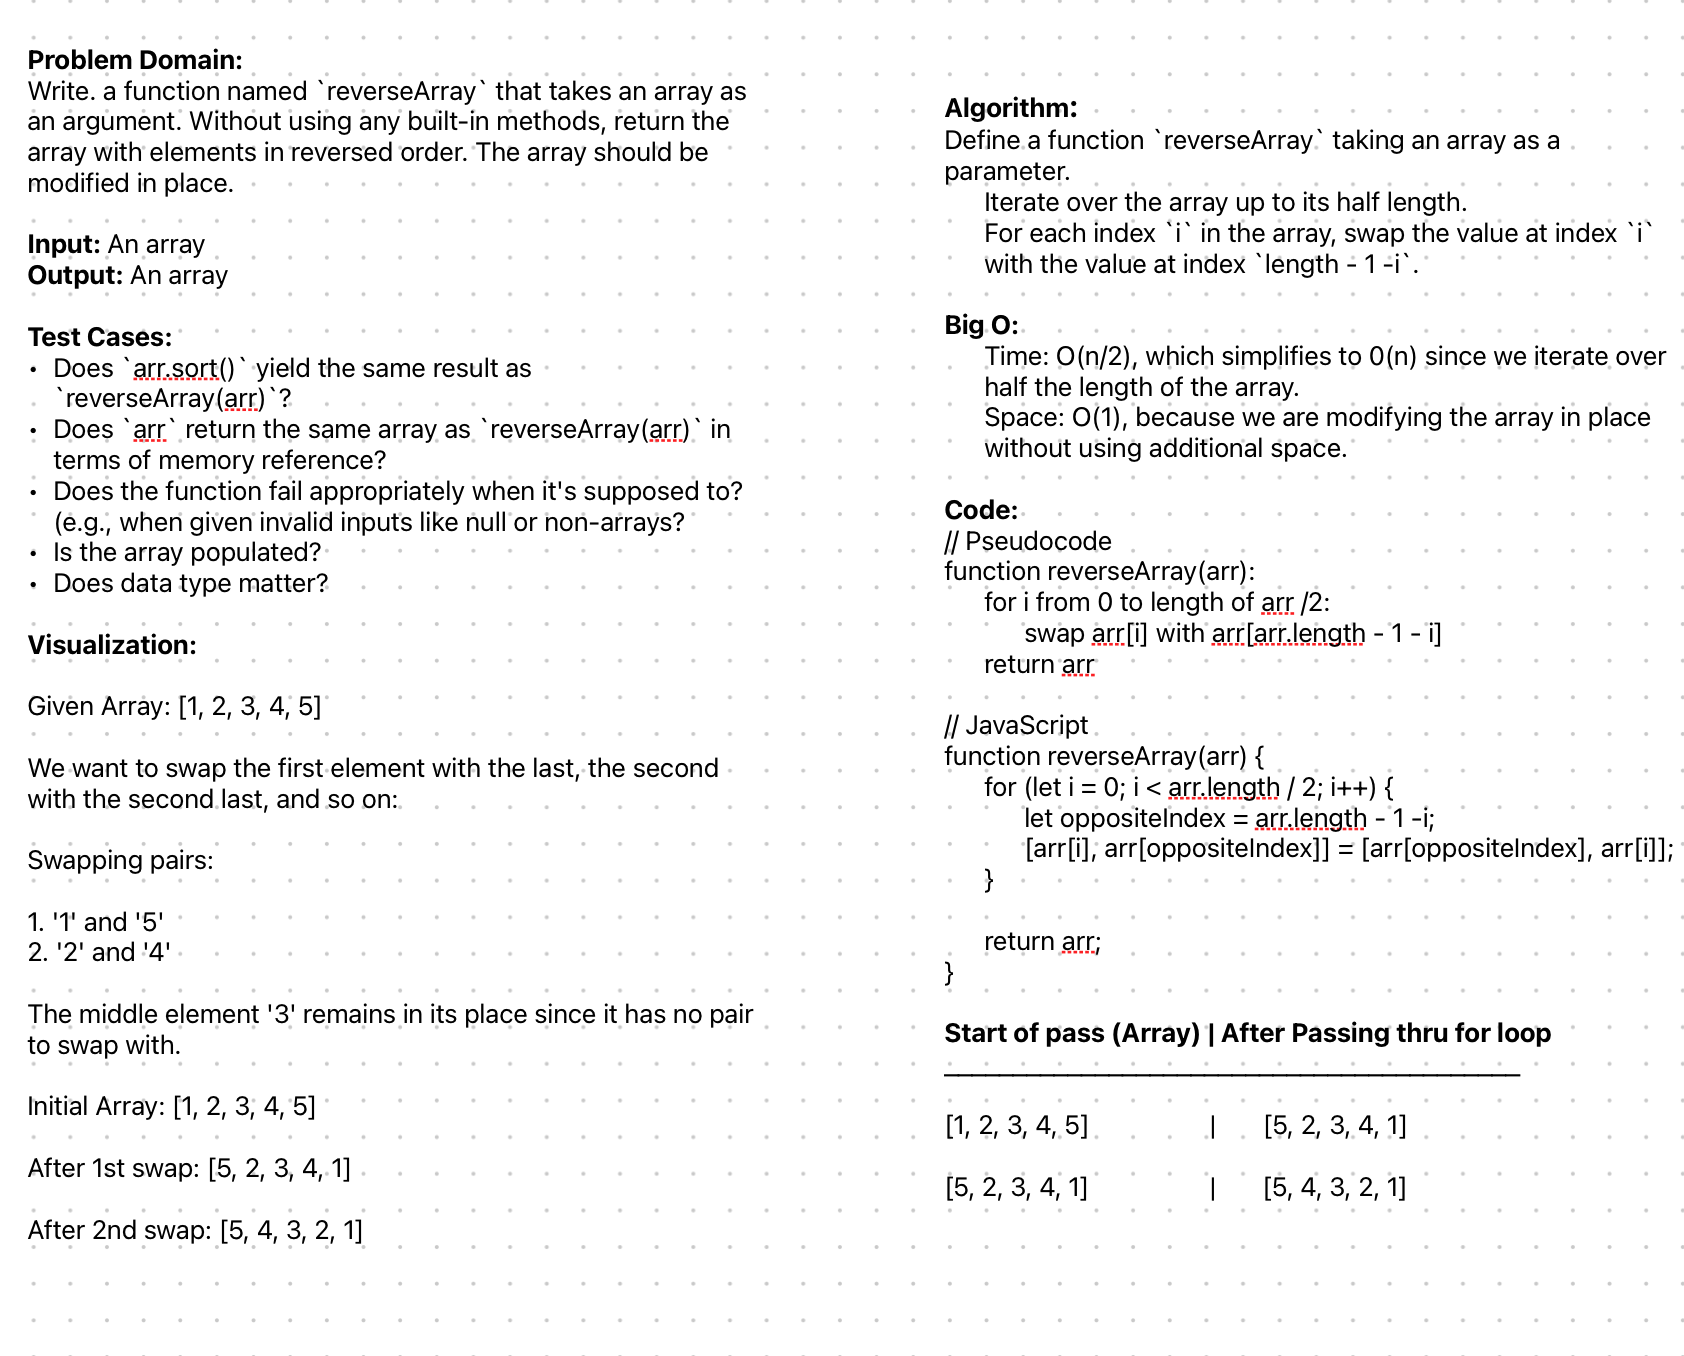 Problem Domain:
Write. a function named `reverseArray` that takes an array as
an argument. Without using any built-in methods, return the
array with elements in reversed order. The array should be
modified in place.
Input: An array
Output: An array
Test Cases:
• Does `arr.sort()` yield the same result as
`reverseArray(arr)`?
• Does `arr` return the same array as `reverseArray(arr)` in
terms of memory reference?
• Does the function fail appropriately when it's supposed to?
(e.g., when given invalid inputs like null or non-arrays?
• Is the array populated?
• Does data type matter?
Visualization:
Given Array: [1, 2, 3, 4, 5]
We want to swap the first element with the last, the second
with the second last, and so on:
Swapping pairs:
1. '1' and '5'
2. '2' and '4'
The middle element '3' remains in its place since it has no pair
to swap with.
Initial Array: [1, 2, 3, 4, 5]
After 1st swap: [5, 2, 3, 4, 1]
After 2nd swap: [5, 4, 3, 2, 1]
Algorithm:
Define a function `reverseArray` taking an array as a
parameter.
Iterate over the array up to its half length.
For each index `i` in the array, swap the value at index `i`
with the value at index `length - 1 -i`.
Big O:
Time: O(n/2), which simplifies to 0(n) since we iterate over
half the length of the array.
Space: O(1), because we are modifying the array in place
without using additional space.
Code:
// Pseudocode
function reverseArray(arr):
for i from 0 to length of arr /2:
swap arr[i] with arr[arr.length - 1 - i]
return arr
// JavaScript
function reverseArray(arr) {
for (let i = 0; i < arr.length / 2; i++) {
let oppositeIndex = arr.length - 1 -i;
[arr[i], arr[oppositeIndex]] = [arr[oppositeIndex], arr[i]];
}
return arr;
}
Start of pass (Array) | After Passing thru for loop
[1, 2, 3, 4, 5] | [5, 2, 3, 4, 1]
[5, 2, 3, 4, 1] | [5, 4, 3, 2, 1]